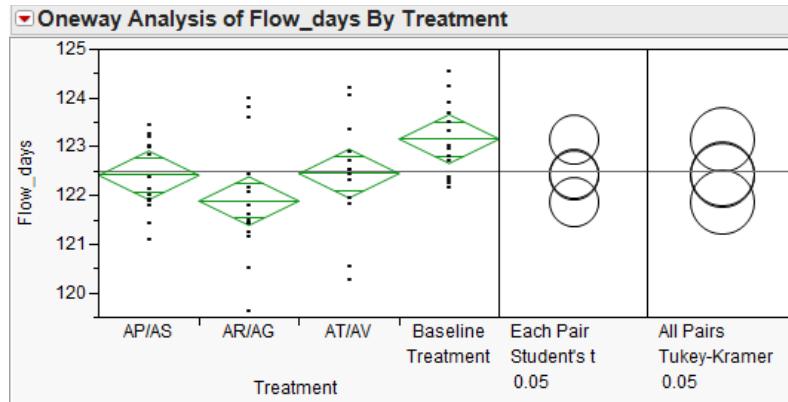 Oneway Analysis of Flow_days By Treatment
125
124
123
122
121
120
Flow_days
AP/AS AR/AG AT/AV Baseline Each Pair All Pairs
Treatment Student's t Tukey-Kramer
Treatment 0.05 0.05